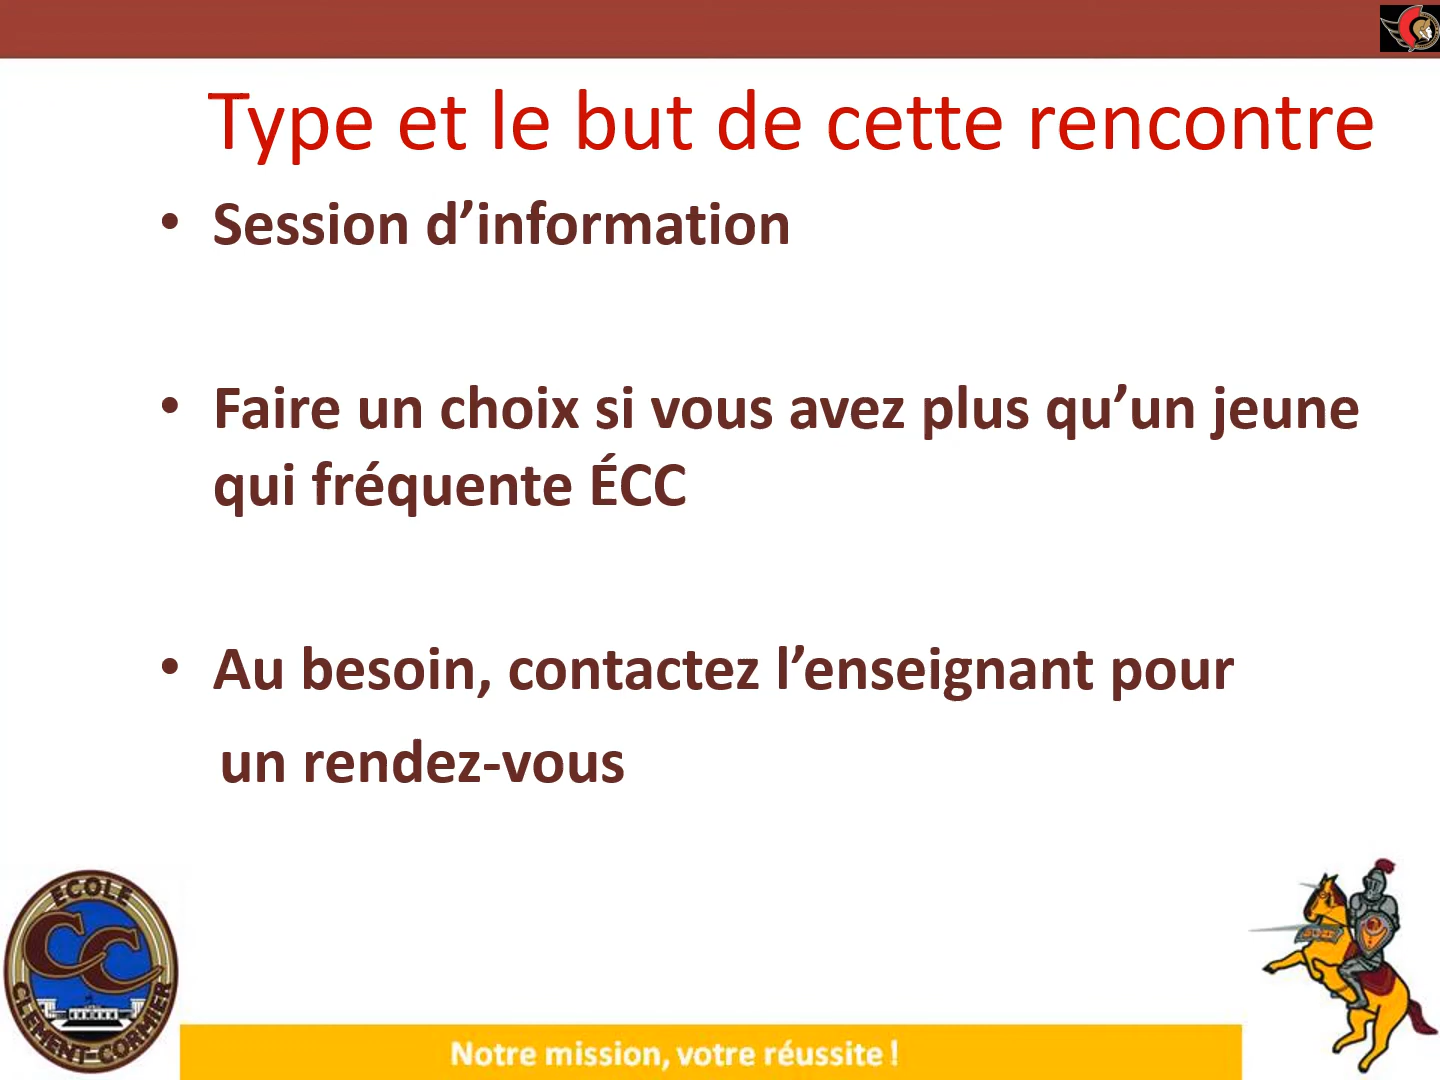 Type et le but de cette rencontre
• Session d’information
• Faire un choix si vous avez plus qu’un jeune
qui fréquente ÉCC
• Au besoin, contactez l’enseignant pour
un rendez-vous
ECOLE
CC
CLEMENT-CORMIER
Notre mission, votre réussite !